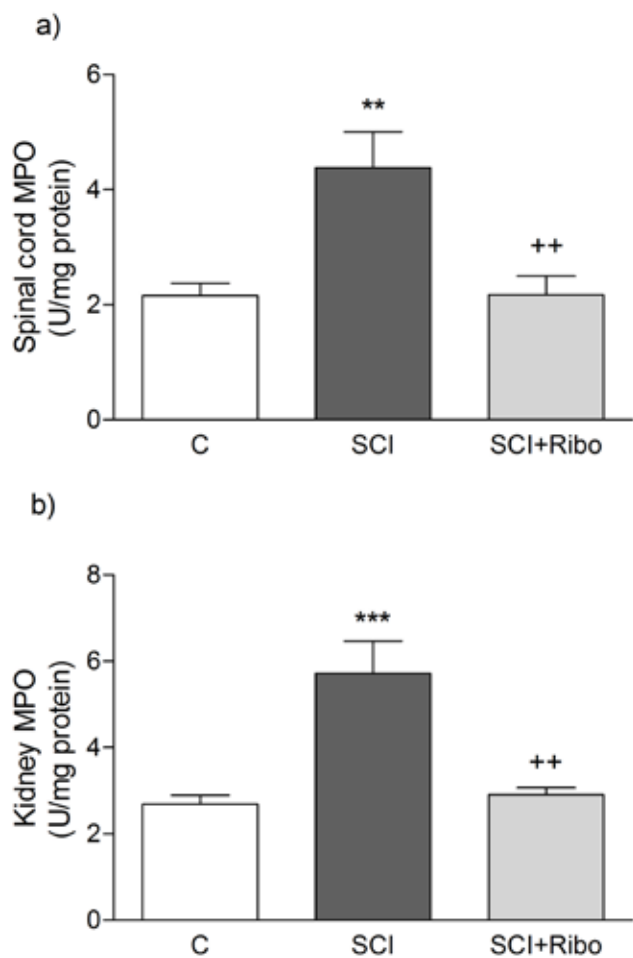 a)
Spinal cord MPO
(U/mg protein)
6
4
2
0
**
++
C SCI SCI+Ribo
b)
Kidney MPO
(U/mg protein)
8
6
4
2
0
***
++
C SCI SCI+Ribo